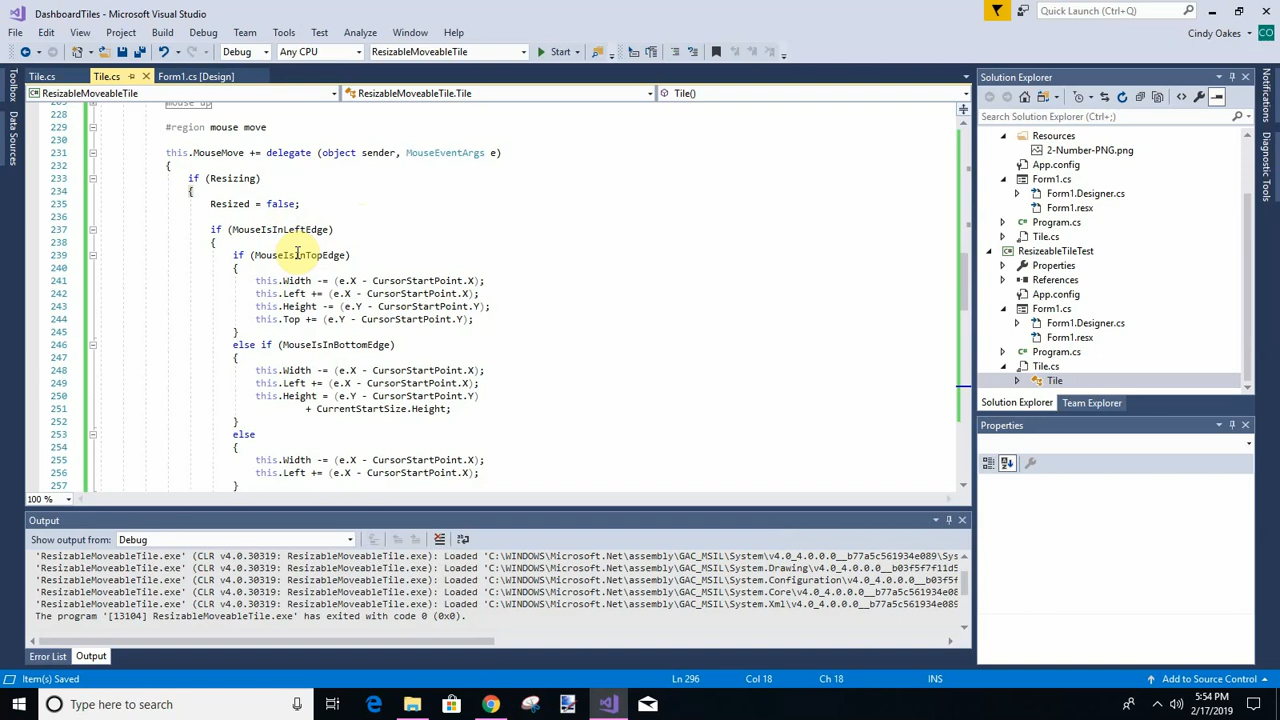 DashboardTiles - Microsoft Visual Studio
Quick Launch (Ctrl+Q)
File Edit View Project Build Debug Team Tools Test Analyze Window Help
Cindy Oakes CO
Debug Any CPU ResizableMoveableTile Start
Tile.cs Tile.cs Form1.cs [Design]
ResizableMoveableTile ResizableMoveableTile.Tile Tile()
Toolbox
Data Sources
228
229 #region mouse move
230
231 this.MouseMove += delegate (object sender, MouseEventArgs e)
232 {
233 if (Resizing)
234 {
235 Resized = false;
236
237 if (MouseIsInLeftEdge)
238 {
239 if (MouseIsInTopEdge)
240 {
241 this.Width -= (e.X - CursorStartPoint.X);
242 this.Left += (e.X - CursorStartPoint.X);
243 this.Height -= (e.Y - CursorStartPoint.Y);
244 this.Top += (e.Y - CursorStartPoint.Y);
245 }
246 else if (MouseIsInBottomEdge)
247 {
248 this.Width -= (e.X - CursorStartPoint.X);
249 this.Left += (e.X - CursorStartPoint.X);
250 this.Height = (e.Y - CursorStartPoint.Y)
251 + CurrentStartSize.Height;
252 }
253 else
254 {
255 this.Width -= (e.X - CursorStartPoint.X);
256 this.Left += (e.X - CursorStartPoint.X);
257 }
100 %
Solution Explorer
Search Solution Explorer (Ctrl+;)
Resources
2-Number-PNG.png
App.config
Form1.cs
Form1.Designer.cs
Form1.resx
Program.cs
Tile.cs
ResizeableTileTest
Properties
References
App.config
Form1.cs
Form1.Designer.cs
Form1.resx
Program.cs
Tile.cs
Tile
Solution Explorer Team Explorer
Properties
Notifications
Diagnostic Tools
Output
Show output from: Debug
'ResizableMoveableTile.exe' (CLR v4.0.30319: ResizableMoveableTile.exe): Loaded 'C:\WINDOWS\Microsoft.Net\assembly\GAC_MSIL\System\v4.0_4.0.0.0__b77a5c561934e089\Sys
'ResizableMoveableTile.exe' (CLR v4.0.30319: ResizableMoveableTile.exe): Loaded 'C:\WINDOWS\Microsoft.Net\assembly\GAC_MSIL\System.Drawing\v4.0_4.0.0.0__b03f5f7f11d5
'ResizableMoveableTile.exe' (CLR v4.0.30319: ResizableMoveableTile.exe): Loaded 'C:\WINDOWS\Microsoft.Net\assembly\GAC_MSIL\System.Configuration\v4.0_4.0.0.0__b03f5f
'ResizableMoveableTile.exe' (CLR v4.0.30319: ResizableMoveableTile.exe): Loaded 'C:\WINDOWS\Microsoft.Net\assembly\GAC_MSIL\System.Core\v4.0_4.0.0.0__b77a5c561934e08
'ResizableMoveableTile.exe' (CLR v4.0.30319: ResizableMoveableTile.exe): Loaded 'C:\WINDOWS\Microsoft.Net\assembly\GAC_MSIL\System.Xml\v4.0_4.0.0.0__b77a5c561934e089
The program '[13104] ResizableMoveableTile.exe' has exited with code 0 (0x0).
Error List Output
Item(s) Saved Ln 296 Col 18 Ch 18 INS Add to Source Control
Type here to search
5:54 PM
2/17/2019